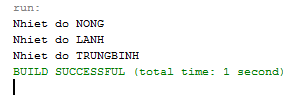 run:
Nhiet do NONG
Nhiet do LANH
Nhiet do TRUNGBINH
BUILD SUCCESSFUL (total time: 1 second)